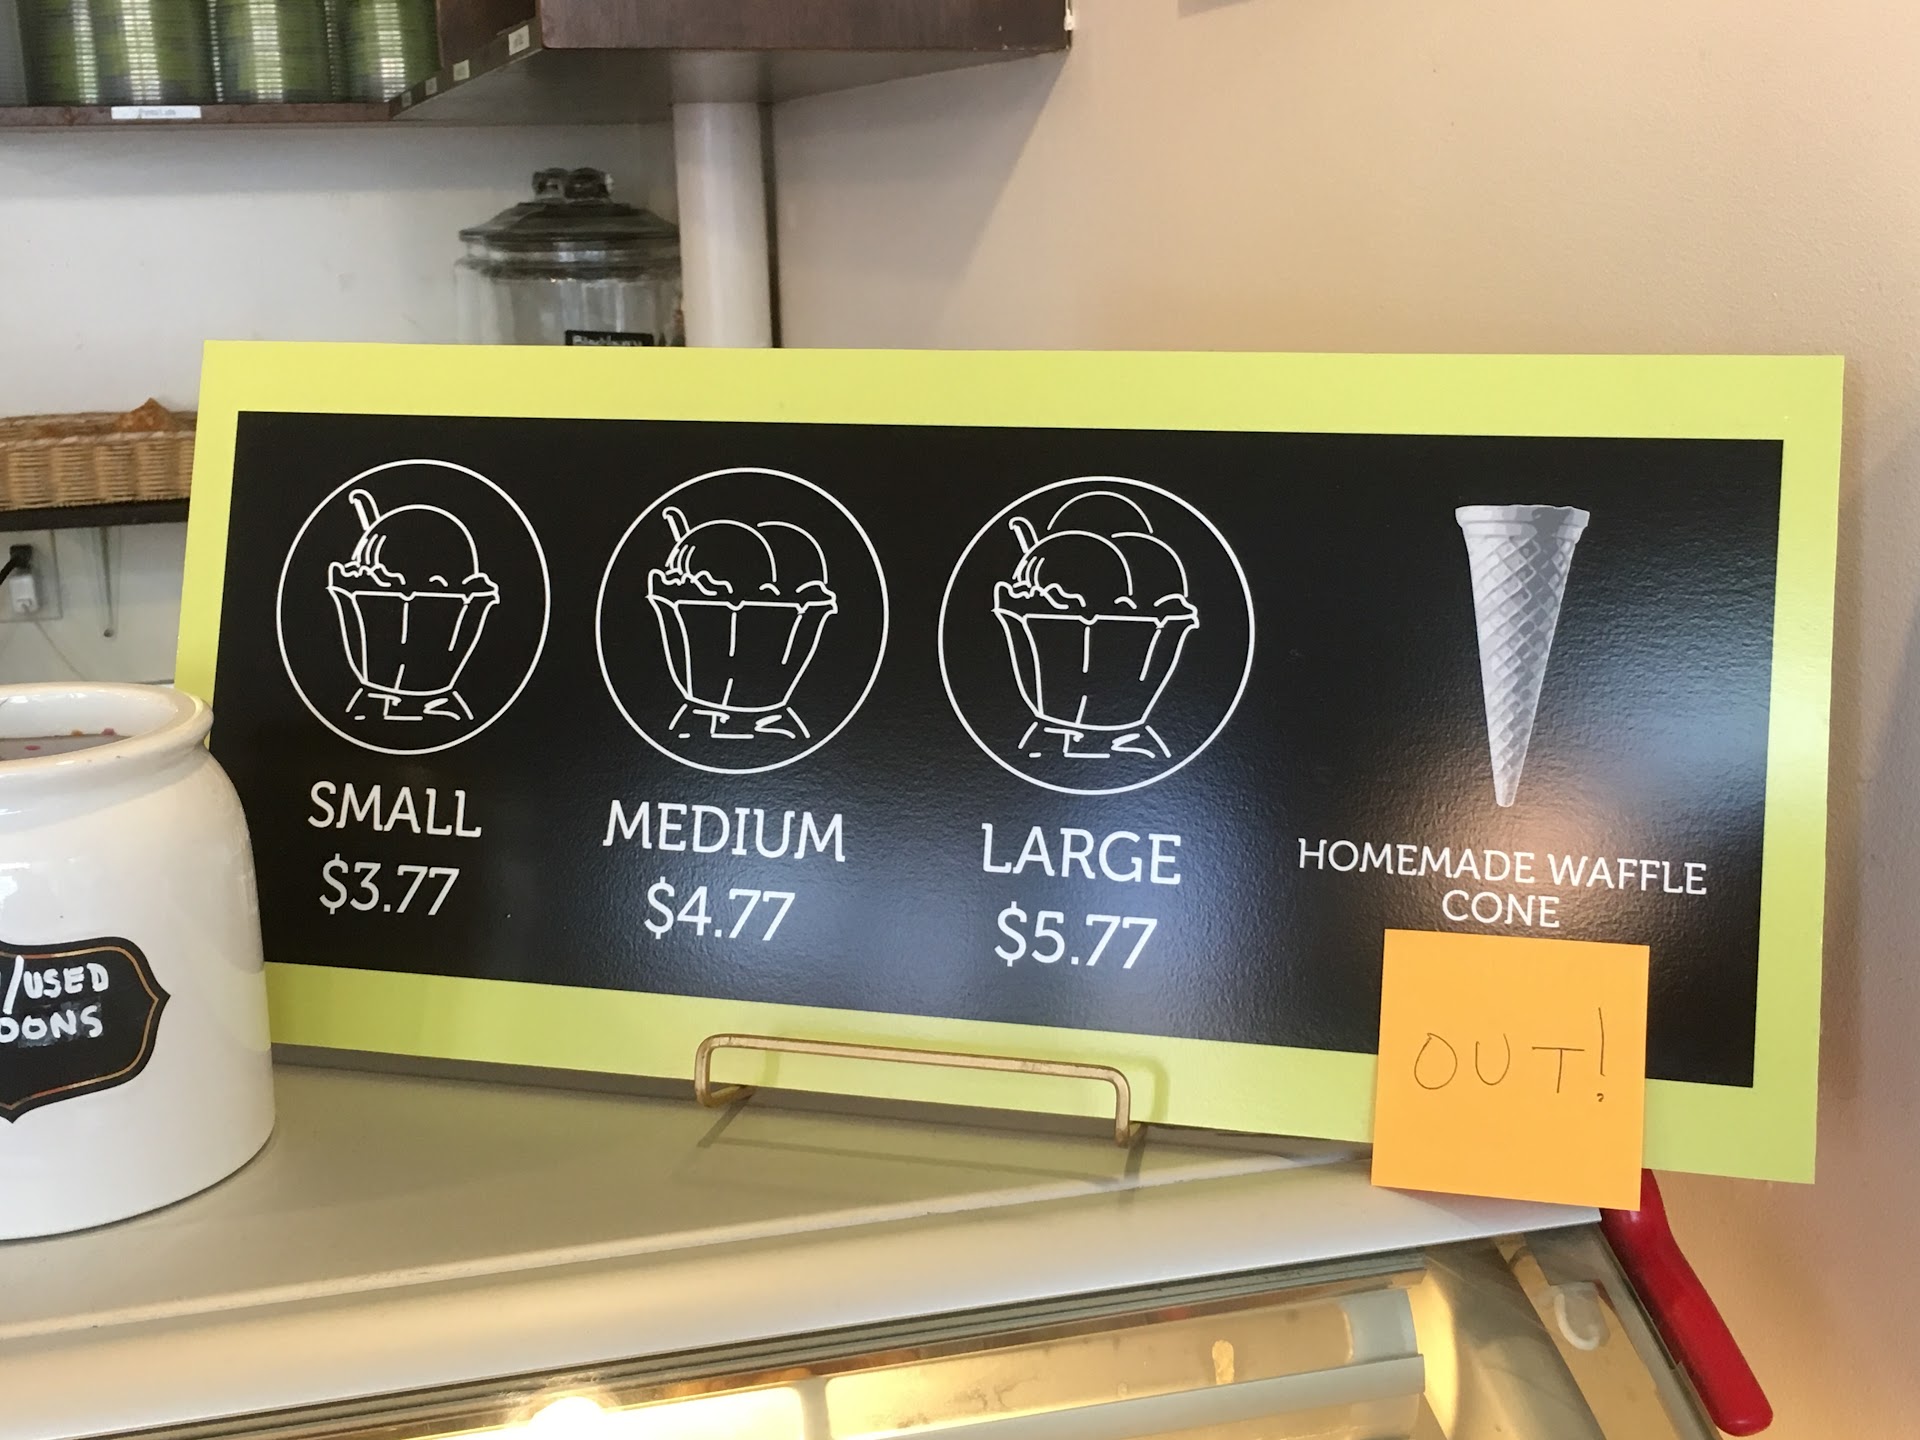 SMALL
$3.77
MEDIUM
$4.77
LARGE
$5.77
HOMEMADE WAFFLE
CONE
OUT!
/USED
OONS